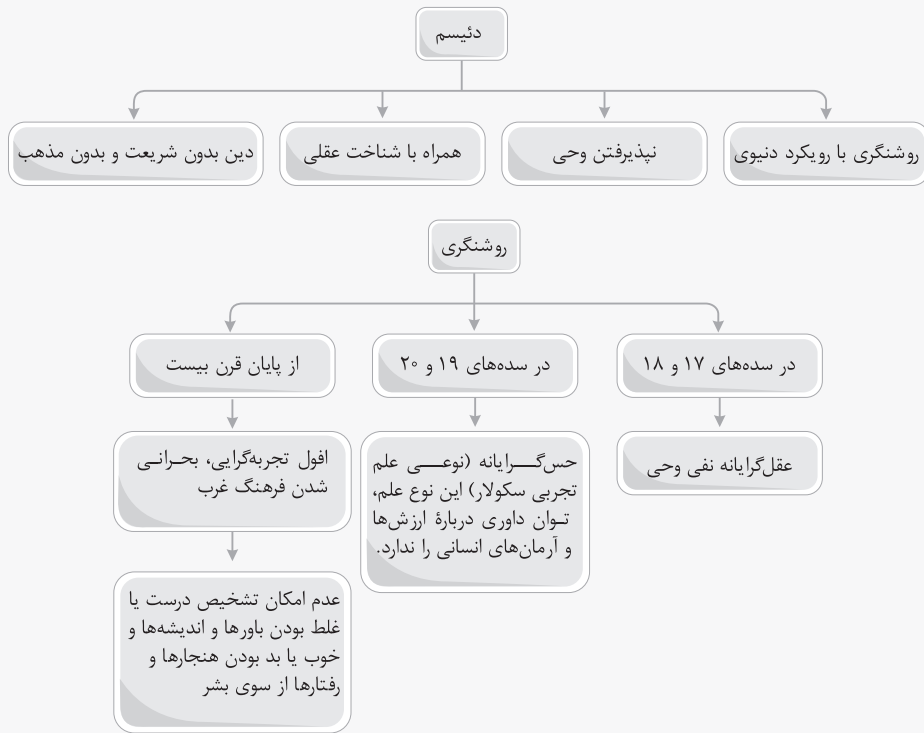 دئیسم
روشنگری با رویکرد دنیوی
نپذیرفتن وحی
همراه با شناخت عقلی
دین بدون شریعت و بدون مذهب
روشنگری
در سده‌های ۱۷ و ۱۸
در سده‌های ۱۹ و ۲۰
از پایان قرن بیست
عقل‌گرایانه نفی وحی
حس‌گــــرایانه (نوعــــی علم
تجربی سکولار) این نوع علم،
تــوان داوری دربارهٔ ارزش‌ها
و آرمان‌های انسانی را ندارد.
افول تجربه‌گرایی، بحـرانـی
شدن فرهنگ غرب
عدم امکان تشخیص درست یا
غلط بودن باورها و اندیشه‌ها و
خوب یا بد بودن هنجارها و
رفتارها از سوی بشر